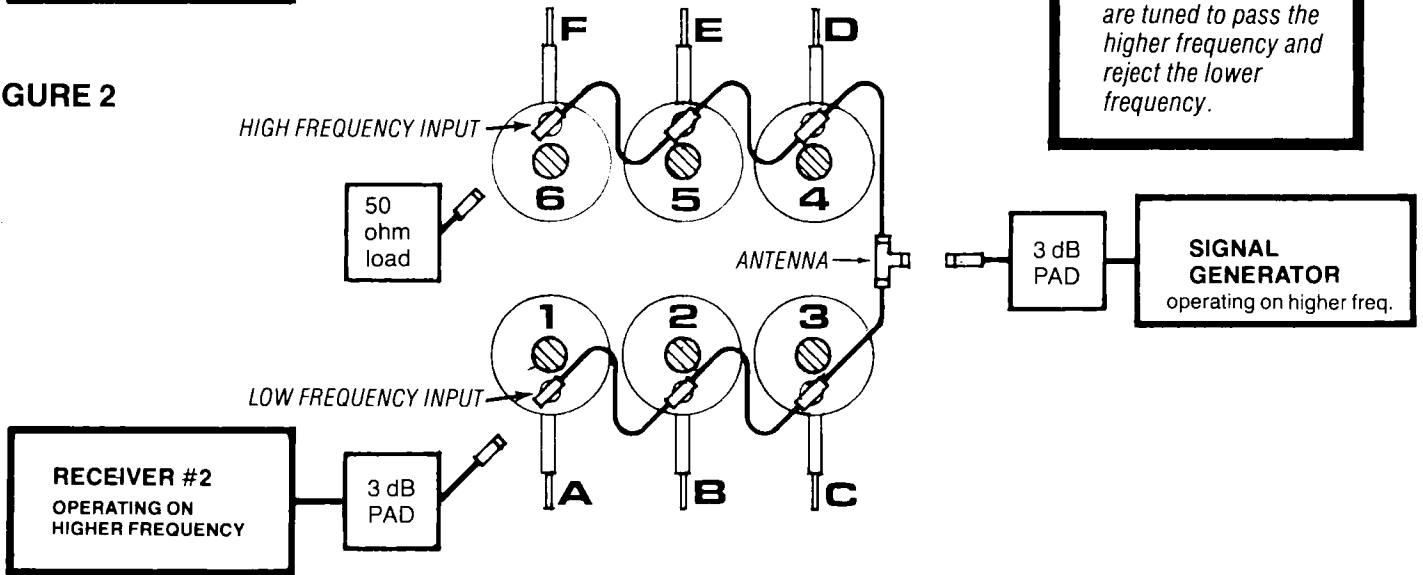 GURE 2
F
E
D
are tuned to pass the
higher frequency and
reject the lower
frequency.
HIGH FREQUENCY INPUT
6
5
4
50
ohm
load
ANTENNA
3 dB
PAD
SIGNAL
GENERATOR
operating on higher freq.
1
2
3
LOW FREQUENCY INPUT
RECEIVER #2
OPERATING ON
HIGHER FREQUENCY
3 dB
PAD
A
B
C